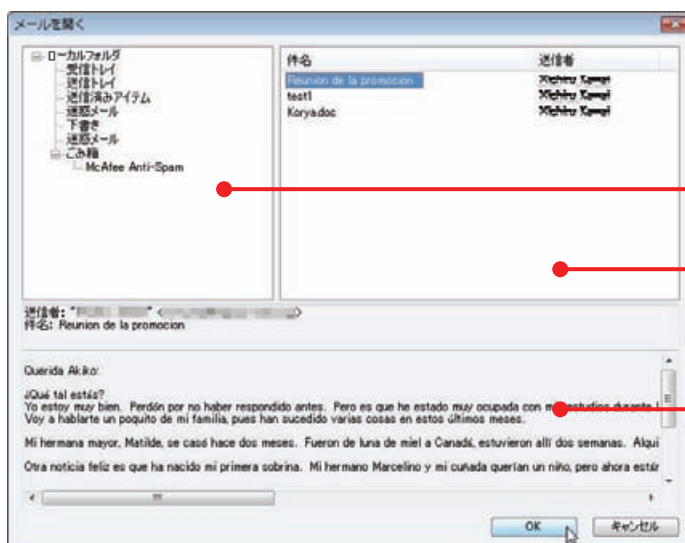 メールを開く
ローカルフォルダ
受信トレイ
送信トレイ
送信済みアイテム
迷惑メール
下書き
迷惑メール
ごみ箱
McAfee Anti-Spam
件名 送信者
Reunion de la promocion
test1
Koryadoc
送信者:
件名: Reunion de la promocion
Querida Akiko:
¿Qué tal estás?
Yo estoy muy bien. Perdón por no haber respondido antes. Pero es que he estado muy ocupada con mis estudios durante
Voy a hablarte un poquito de mi familia, pues han sucedido varias cosas en estos últimos meses.
Mi hermana mayor, Matilde, se casó hace dos meses. Fueron de luna de miel a Canadá, estuvieron allí dos semanas. Alqui
Otra noticia feliz es que ha nacido mi primera sobrina. Mi hermano Marcelino y mi cuñada querían un niño, pero ahora están
OK キャンセル